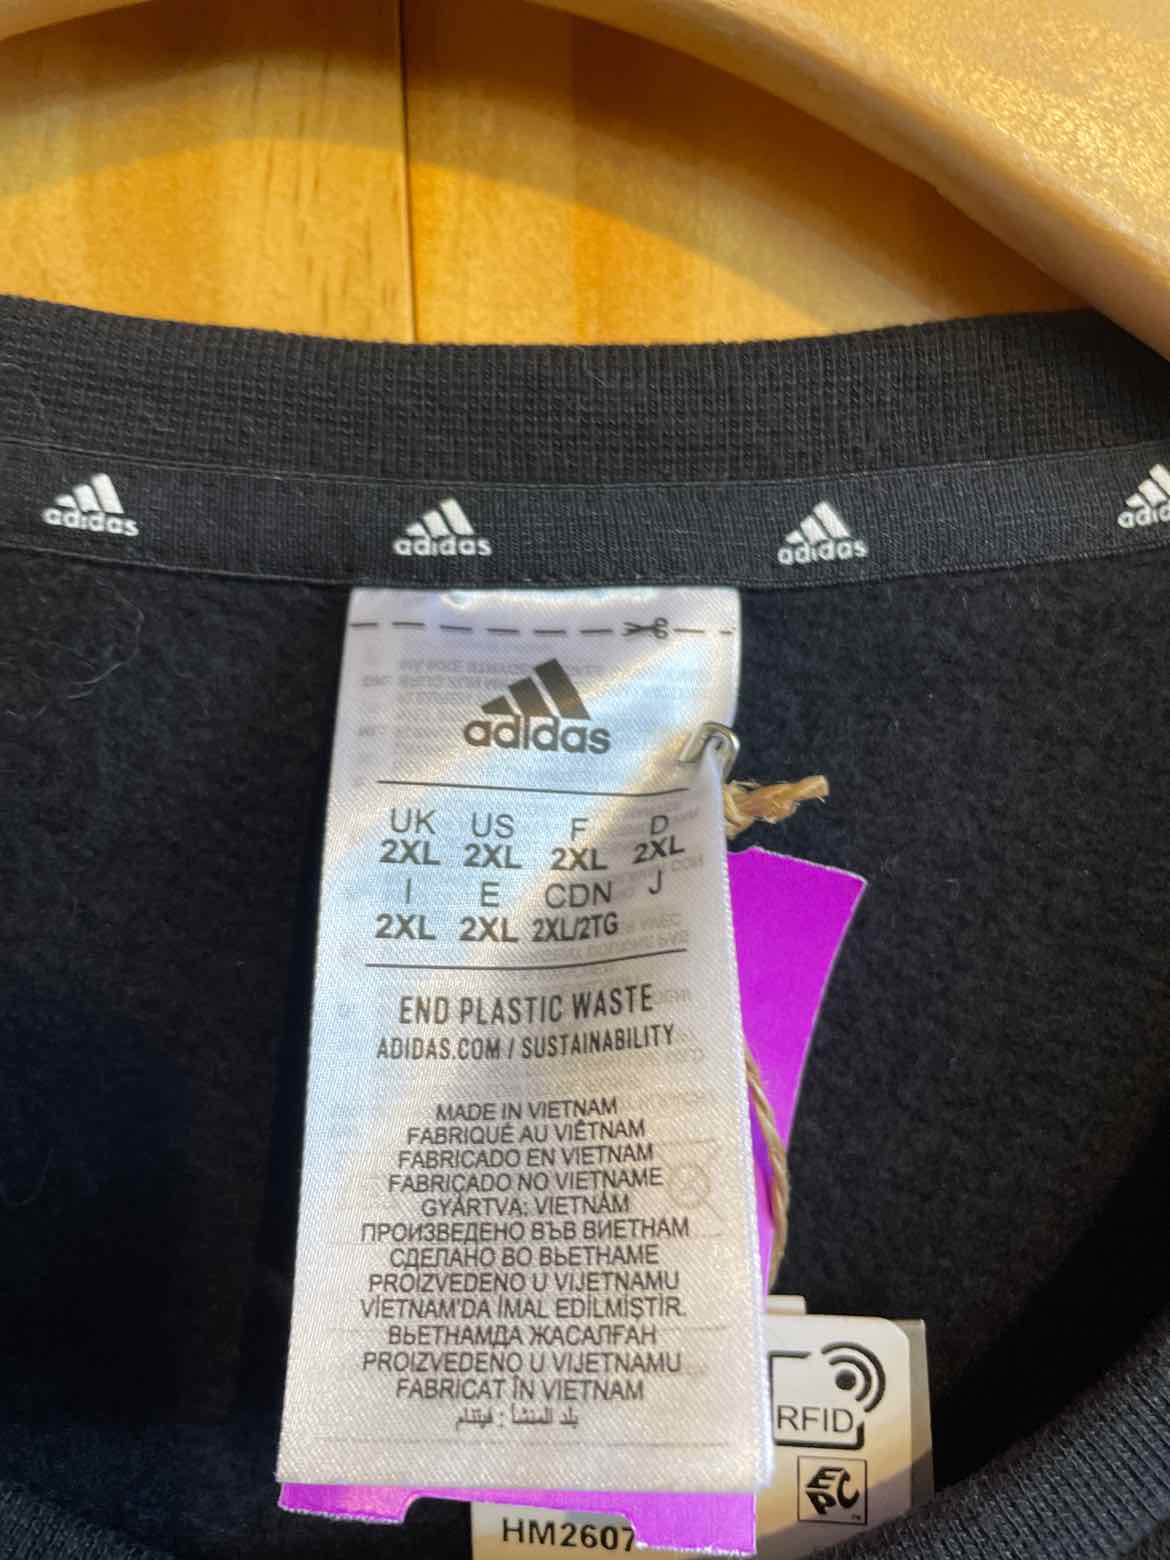 adidas adidas adidas
adidas
UK US F D
2XL 2XL 2XL 2XL
I E CDN J
2XL 2XL 2XL/2TG
END PLASTIC WASTE
ADIDAS.COM / SUSTAINABILITY
MADE IN VIETNAM
FABRIQUÉ AU VIÊTNAM
FABRICADO EN VIETNAM
FABRICADO NO VIETNAME
GYÁRTVA: VIETNÁM
ПРОИЗВЕДЕНО ВЪВ ВИЕТНАМ
СДЕЛАНО ВО ВЬЕТНАМЕ
PROIZVEDENO U VIJETNAMU
VİETNAM'DA İMAL EDİLMİŞTİR.
ВЬЕТНАМДА ЖАСАЛҒАН
PROIZVEDENO U VIJETNAMU
FABRICAT ÎN VIETNAM
بلد المنشأ : فيتنام
RFID
EPC
HM2607